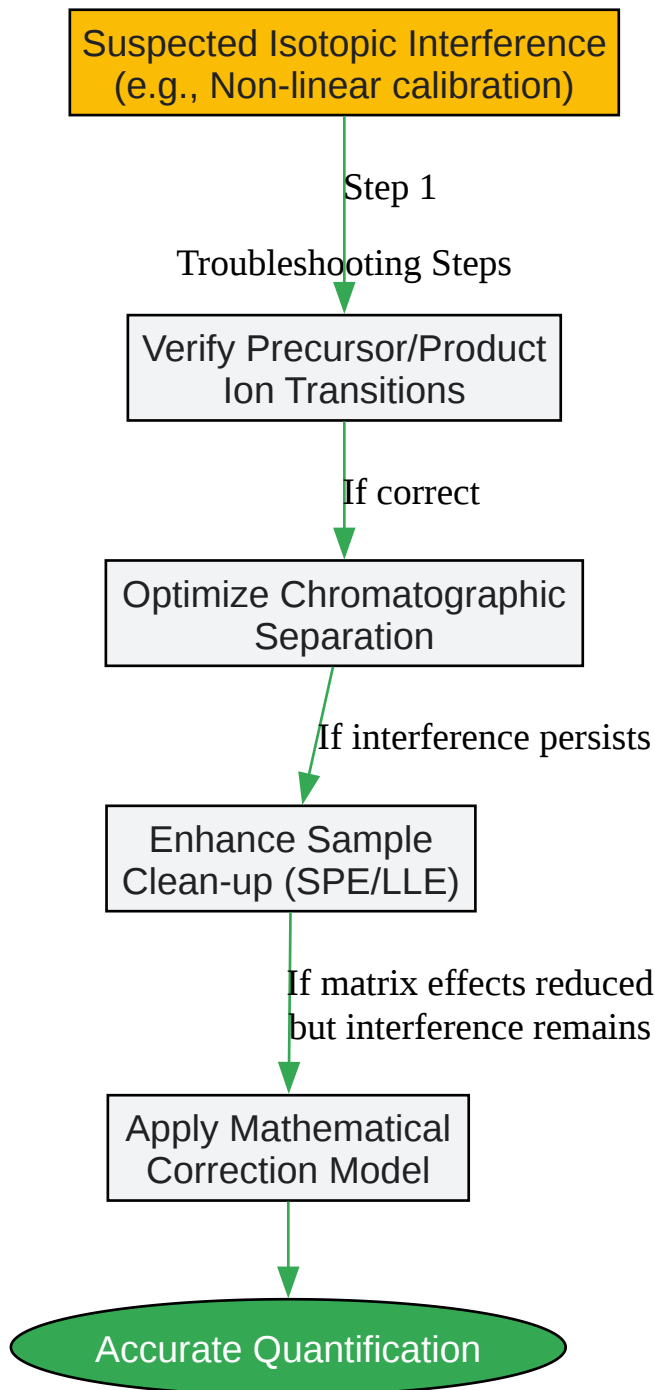 Suspected Isotopic Interference
(e.g., Non-linear calibration)
Step 1
Troubleshooting Steps
Verify Precursor/Product
Ion Transitions
If correct
Optimize Chromatographic
Separation
If interference persists
Enhance Sample
Clean-up (SPE/LLE)
If matrix effects reduced
but interference remains
Apply Mathematical
Correction Model
Accurate Quantification